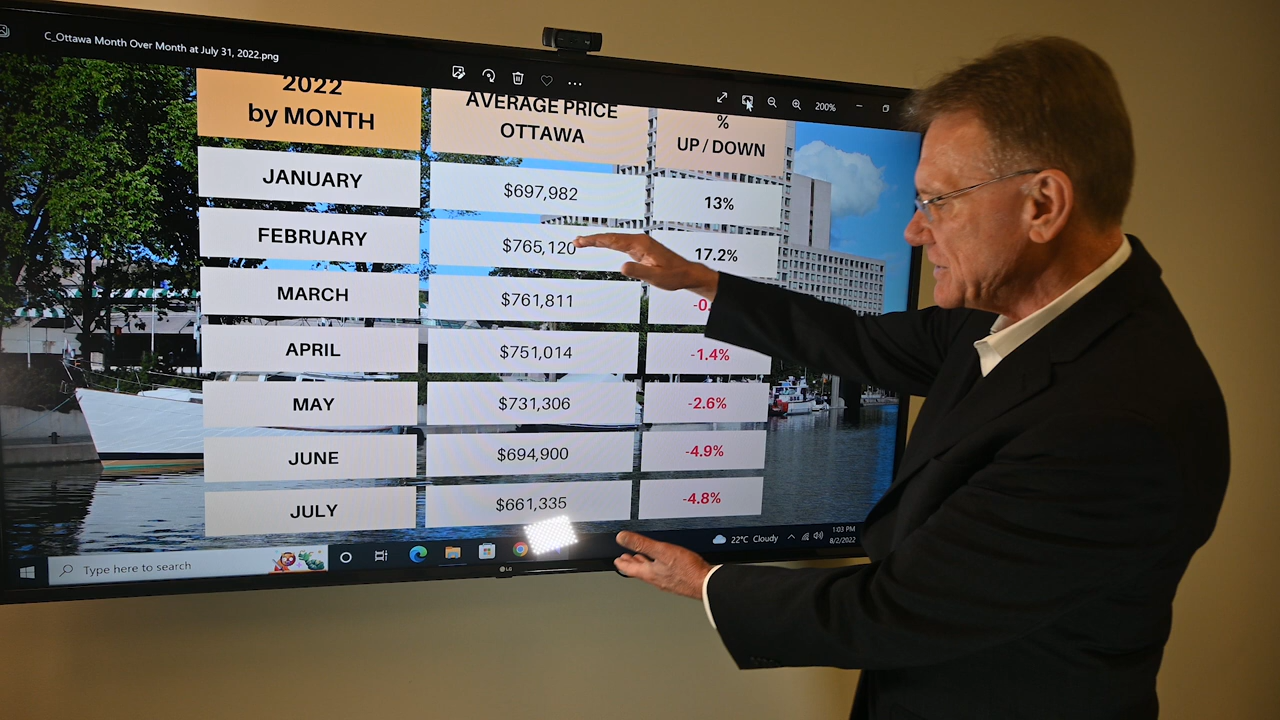 C_Ottawa Month Over Month at July 31, 2022.png
200%
2022
by MONTH
AVERAGE PRICE
OTTAWA
%
UP / DOWN
JANUARY
$697,982
13%
FEBRUARY
$765,120
17.2%
MARCH
$761,811
-0.
APRIL
$751,014
-1.4%
MAY
$731,306
-2.6%
JUNE
$694,900
-4.9%
JULY
$661,335
-4.8%
Type here to search
22°C Cloudy
1:03 PM
8/2/2022
LG